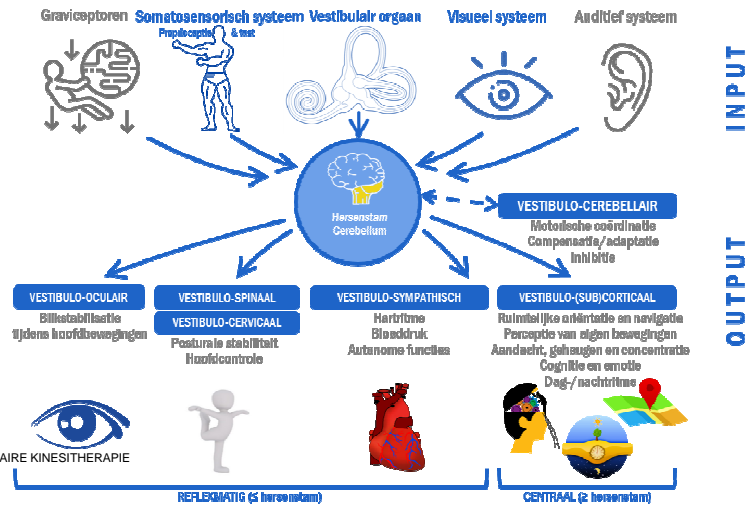 Graviceptoren
Somatosensorisch systeem
Proprioceptie & tast
Vestibulair orgaan
Visueel systeem
Auditief systeem
INPUT
Hersenstam
Cerebellum
VESTIBULO-CEREBELLAIR
Motorische coördinatie
Compensatie/adaptatie
Inhibitie
OUTPUT
VESTIBULO-OCULAIR
Blikstabilisatie
tijdens hoofdbewegingen
VESTIBULO-SPINAAL
VESTIBULO-CERVICAAL
Posturale stabiliteit
Hoofdcontrole
VESTIBULO-SYMPATHISCH
Hartritme
Bloeddruk
Autonome functies
VESTIBULO-(SUB)CORTICAAL
Ruimtelijke oriëntatie en navigatie
Perceptie van eigen bewegingen
Aandacht, geheugen en concentratie
Cognitie en emotie
Dag-/nachtritme
AIRE KINESITHERAPIE
REFLEXMATIG (≤ hersenstam)
CENTRAAL (≥ hersenstam)